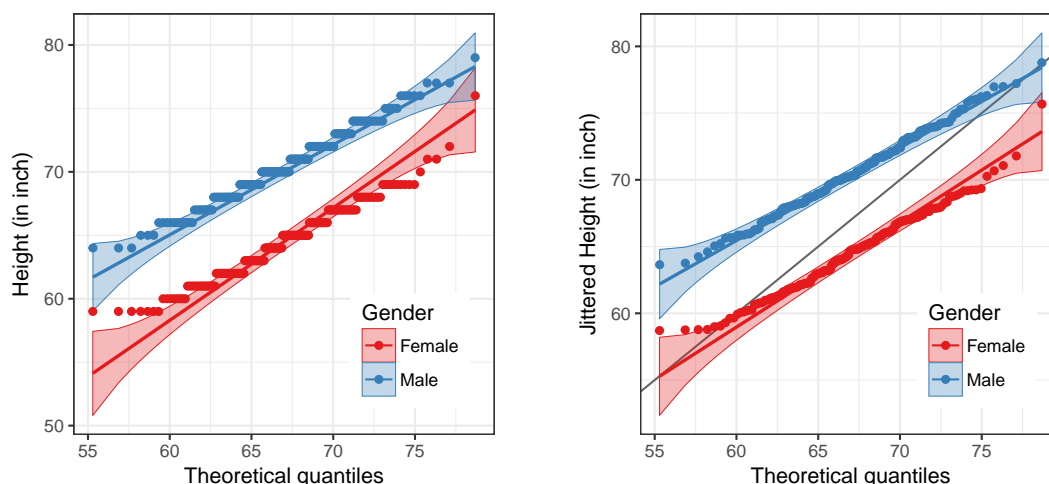 Height (in inch)
80
70
60
50
55
60
65
70
75
Theoretical quantiles
Gender
Female
Male
Jittered Height (in inch)
80
70
60
55
60
65
70
75
Theoretical quantiles
Gender
Female
Male